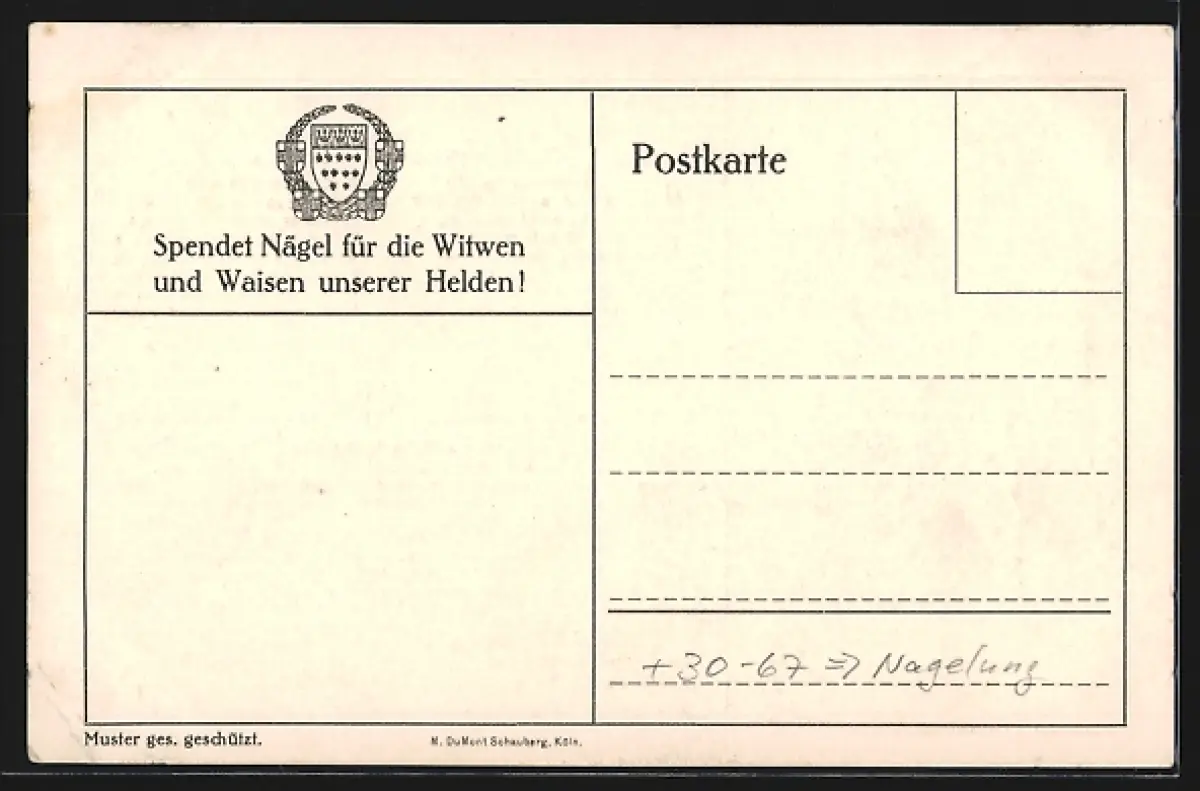 Spendet Nägel für die Witwen
und Waisen unserer Helden!
Postkarte
+30-67 => Nagelung
Muster ges. geschützt.
M. DuMont Schauberg, Köln.